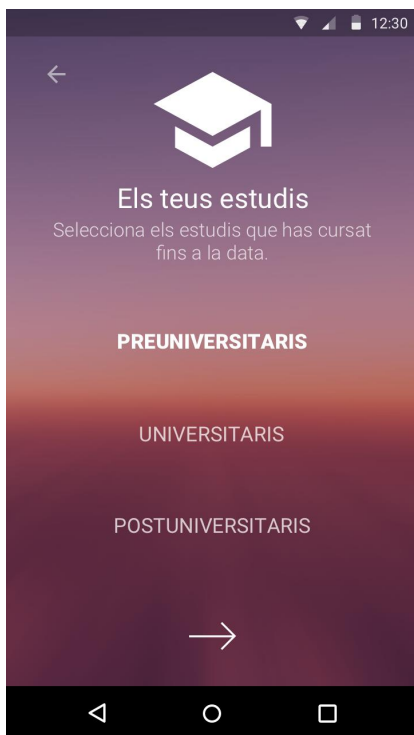 12:30
Els teus estudis
Selecciona els estudis que has cursat
fins a la data.
PREUNIVERSITARIS
UNIVERSITARIS
POSTUNIVERSITARIS